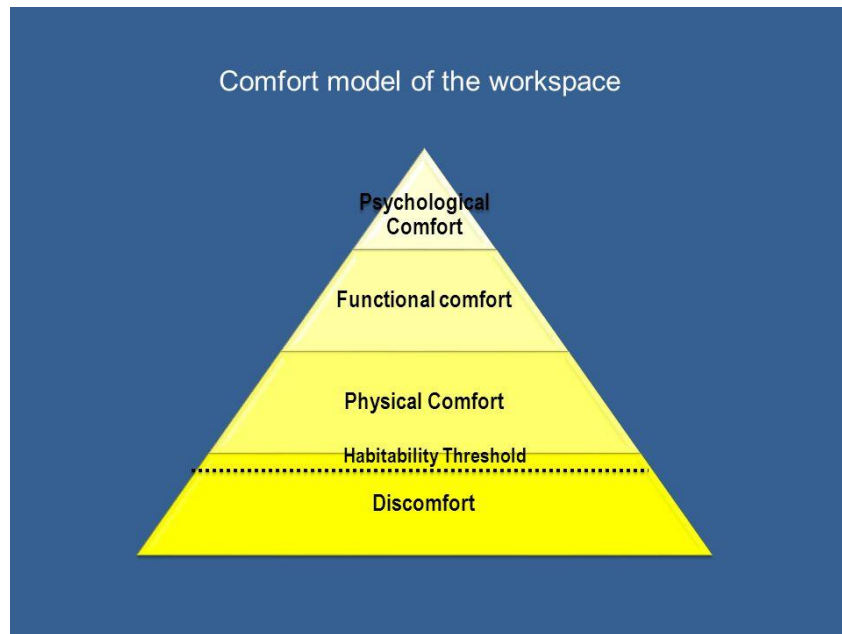 Comfort model of the workspace
Psychological
Comfort
Functional comfort
Physical Comfort
Habitability Threshold
Discomfort